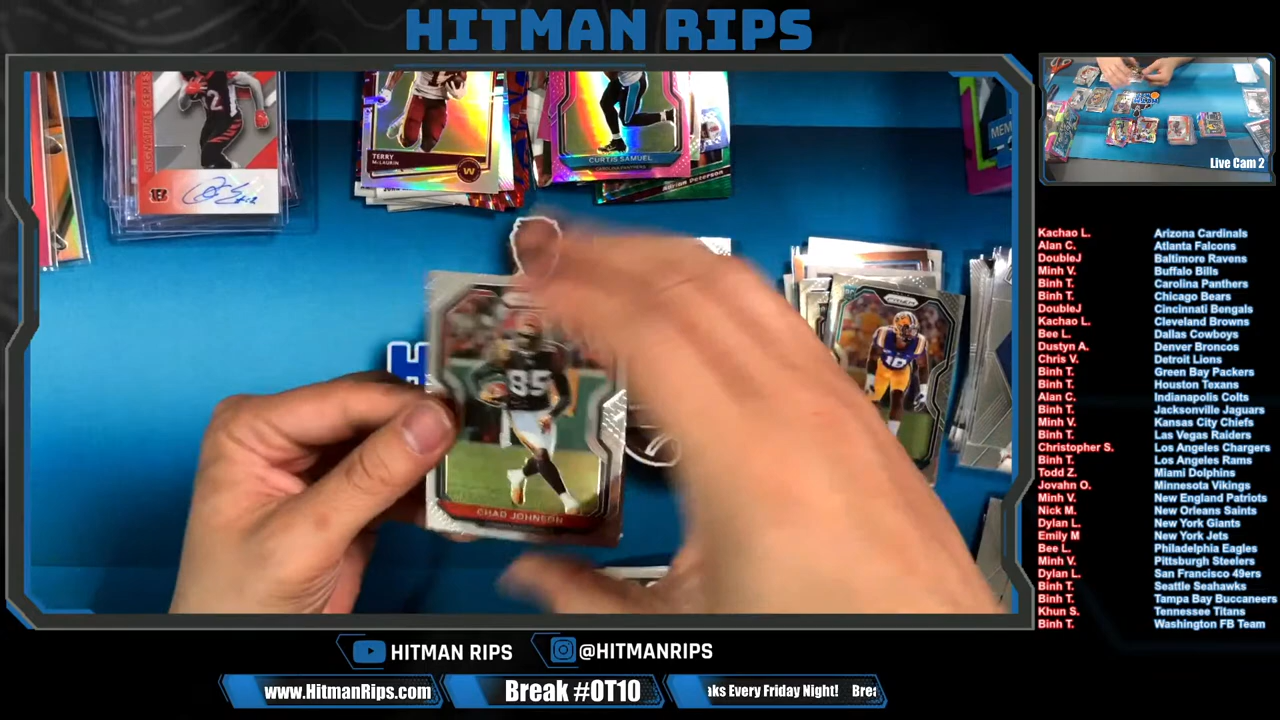 HITMAN RIPS
SIGNATURE SERIES
TERRY
McLAURIN
CURTIS SAMUEL
CAROLINA PANTHERS
Adrian Peterson
PRIZM
85
CHAD JOHNSON
Live Cam 2
Kachao L. Arizona Cardinals
Alan C. Atlanta Falcons
DoubleJ Baltimore Ravens
Minh V. Buffalo Bills
Binh T. Carolina Panthers
Binh T. Chicago Bears
DoubleJ Cincinnati Bengals
Kachao L. Cleveland Browns
Bee L. Dallas Cowboys
Dustyn A. Denver Broncos
Chris V. Detroit Lions
Binh T. Green Bay Packers
Binh T. Houston Texans
Alan C. Indianapolis Colts
Binh T. Jacksonville Jaguars
Minh V. Kansas City Chiefs
Binh T. Las Vegas Raiders
Christopher S. Los Angeles Chargers
Binh T. Los Angeles Rams
Todd Z. Miami Dolphins
Jovahn O. Minnesota Vikings
Minh V. New England Patriots
Nick M. New Orleans Saints
Dylan L. New York Giants
Emily M New York Jets
Bee L. Philadelphia Eagles
Minh V. Pittsburgh Steelers
Dylan L. San Francisco 49ers
Binh T. Seattle Seahawks
Binh T. Tampa Bay Buccaneers
Khun S. Tennessee Titans
Binh T. Washington FB Team
HITMAN RIPS @HITMANRIPS
www.HitmanRips.com Break #OT10 aks Every Friday Night! Brea